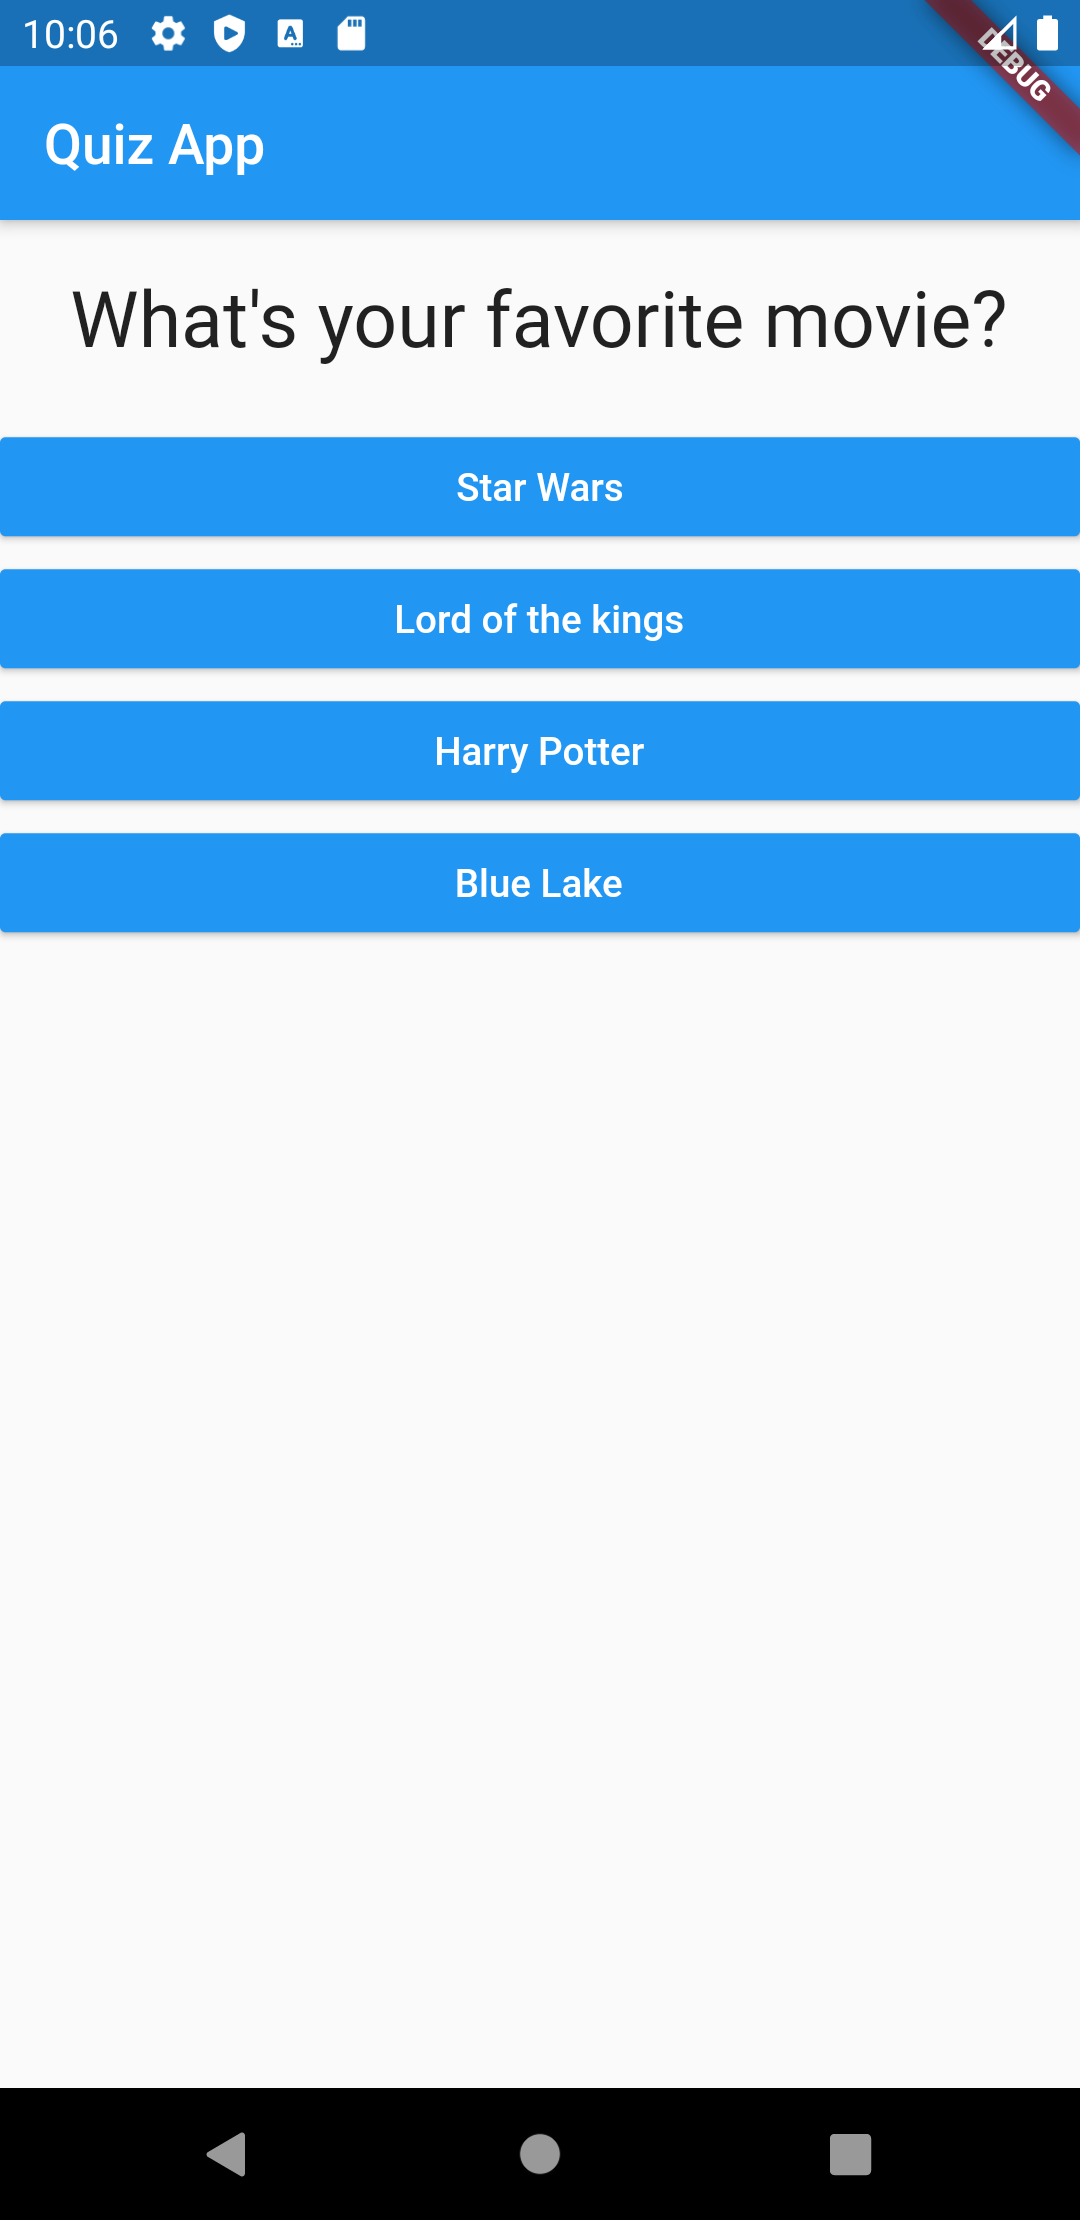 10:06
DEBUG
Quiz App
What's your favorite movie?
Star Wars
Lord of the kings
Harry Potter
Blue Lake